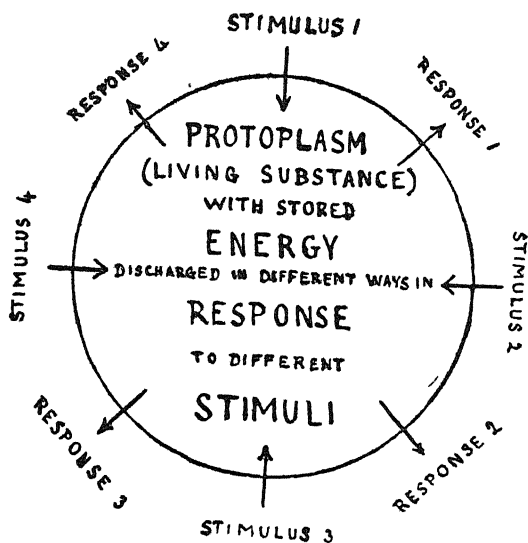 STIMULUS 1
RESPONSE 4
RESPONSE 1
PROTOPLASM
(LIVING SUBSTANCE)
WITH STORED
STIMULUS 4
ENERGY
DISCHARGED IN DIFFERENT WAYS IN
STIMULUS 2
RESPONSE
TO DIFFERENT
STIMULI
RESPONSE 3
RESPONSE 2
STIMULUS 3